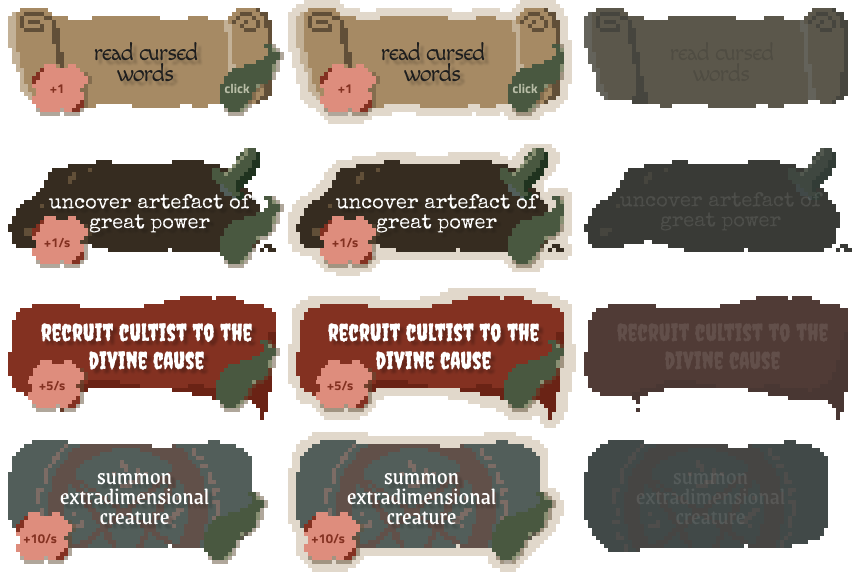 read cursed
words
+1
click
read cursed
words
+1
click
read cursed
words
uncover artefact of
great power
+1/s
uncover artefact of
great power
+1/s
uncover artefact of
great power
RECRUIT CULTIST TO THE
DIVINE CAUSE
+5/s
RECRUIT CULTIST TO THE
DIVINE CAUSE
+5/s
RECRUIT CULTIST TO THE
DIVINE CAUSE
summon
extradimensional
creature
+10/s
summon
extradimensional
creature
+10/s
summon
extradimensional
creature